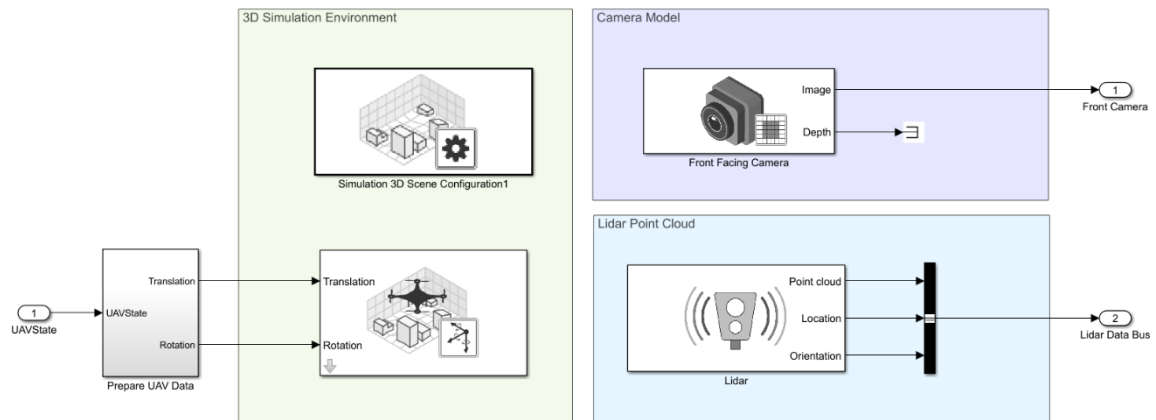 3D Simulation Environment
Simulation 3D Scene Configuration1
1
UAVState
UAVState
Translation
Rotation
Prepare UAV Data
Translation
Rotation
Camera Model
Image
Depth
Front Facing Camera
1
Front Camera
Lidar Point Cloud
Point cloud
Location
Orientation
Lidar
2
Lidar Data Bus